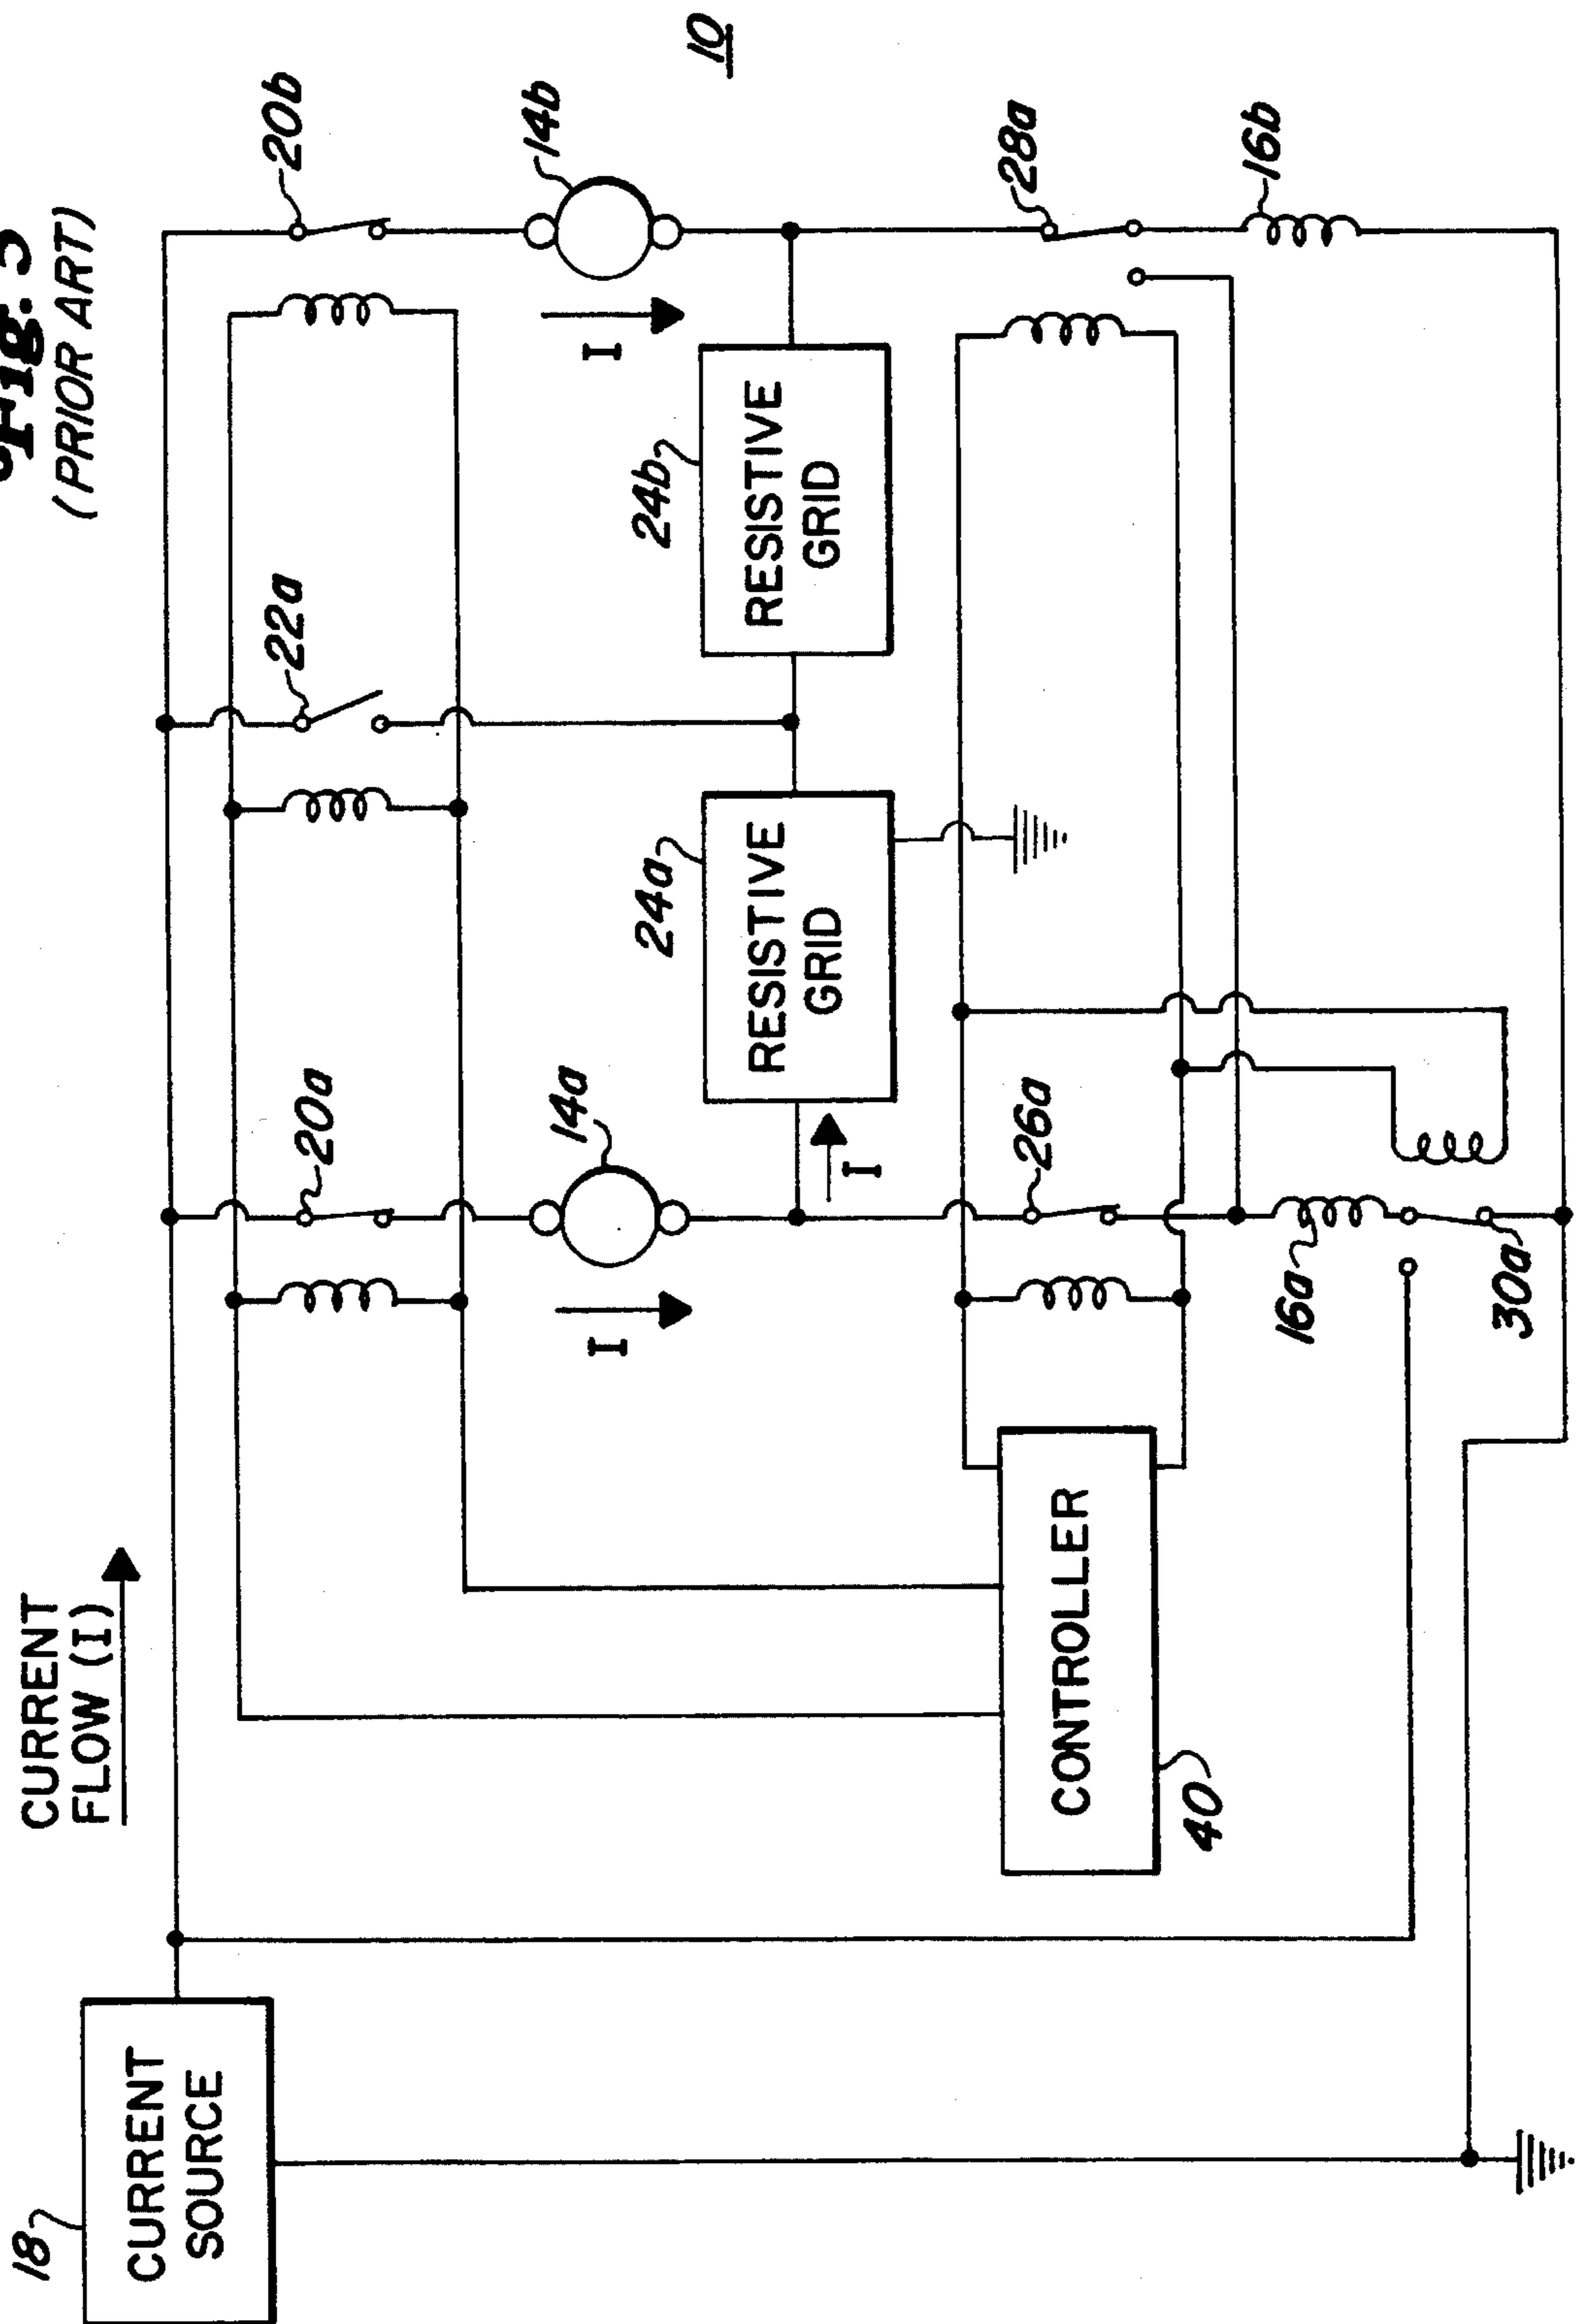 Fig. 3
(PRIOR ART)
10
CURRENT
FLOW (I)
18
CURRENT
SOURCE
20a
22a
20b
14a
I
14b
I
24a
RESISTIVE
GRID
24b
RESISTIVE
GRID
I
26a
28a
CONTROLLER
40
16a
16b
30a